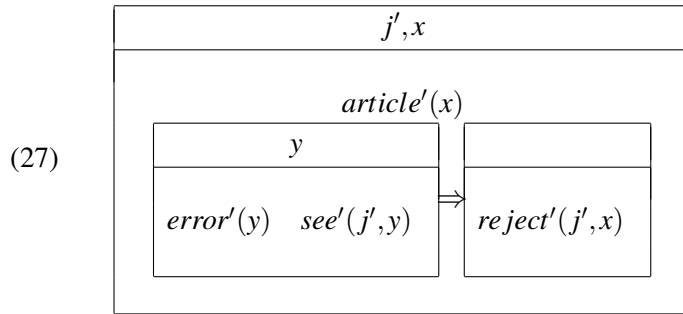 j′,x
article′(x)
(27)
y
error′(y) see′(j′,y) ⇒ reject′(j′,x)